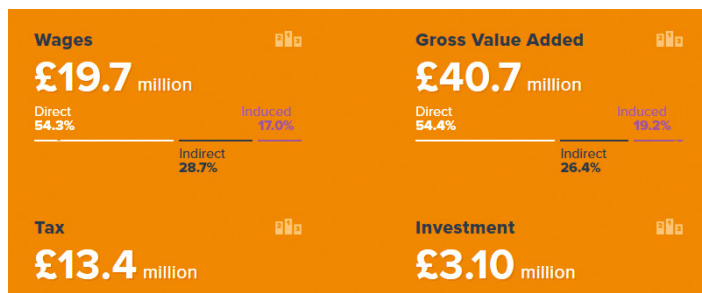 Wages
£19.7 million
Direct
54.3%
Induced
17.0%
Indirect
28.7%
Gross Value Added
£40.7 million
Direct
54.4%
Induced
19.2%
Indirect
26.4%
Tax
£13.4 million
Investment
£3.10 million